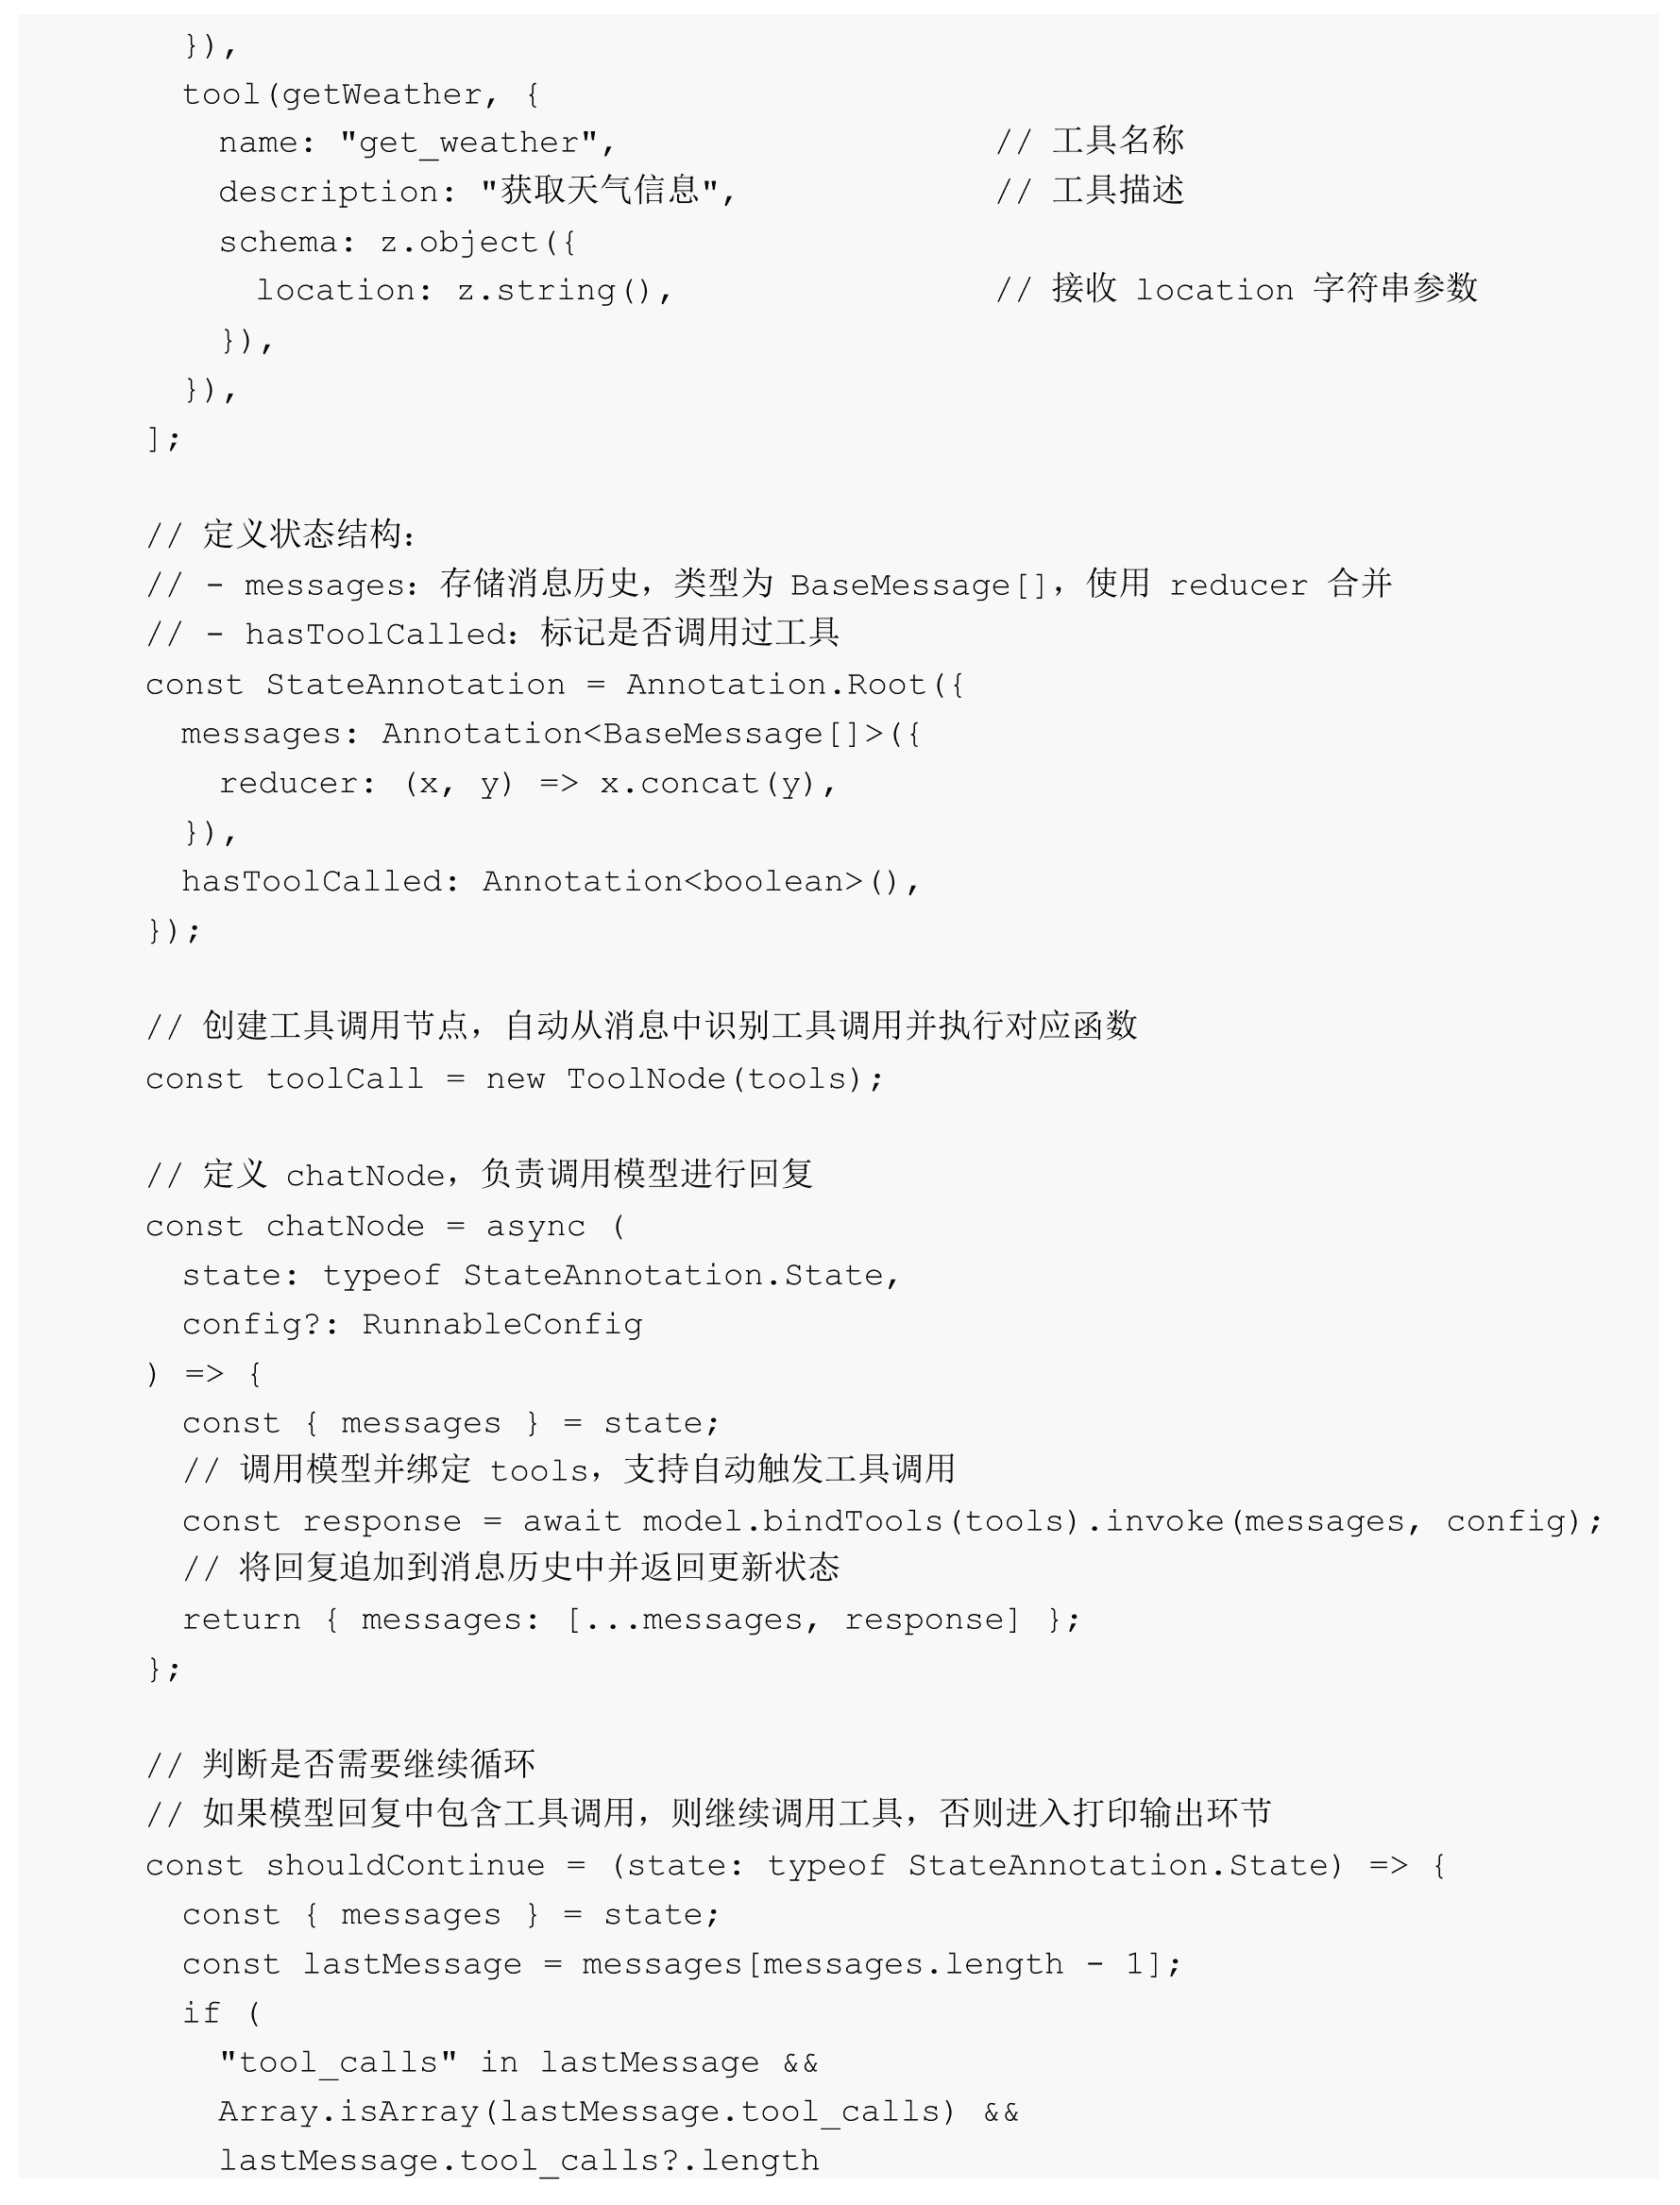 }),
tool(getWeather, {
name: "get_weather", // 工具名称
description: "获取天气信息", // 工具描述
schema: z.object({
location: z.string(), // 接收 location 字符串参数
}),
}),
];
// 定义状态结构：
// - messages：存储消息历史，类型为 BaseMessage[]，使用 reducer 合并
// - hasToolCalled：标记是否调用过工具
const StateAnnotation = Annotation.Root({
messages: Annotation<BaseMessage[]>({
reducer: (x, y) => x.concat(y),
}),
hasToolCalled: Annotation<boolean>(),
});
// 创建工具调用节点，自动从消息中识别工具调用并执行对应函数
const toolCall = new ToolNode(tools);
// 定义 chatNode，负责调用模型进行回复
const chatNode = async (
state: typeof StateAnnotation.State,
config?: RunnableConfig
) => {
const { messages } = state;
// 调用模型并绑定 tools，支持自动触发工具调用
const response = await model.bindTools(tools).invoke(messages, config);
// 将回复追加到消息历史中并返回更新状态
return { messages: [...messages, response] };
};
// 判断是否需要继续循环
// 如果模型回复中包含工具调用，则继续调用工具，否则进入打印输出环节
const shouldContinue = (state: typeof StateAnnotation.State) => {
const { messages } = state;
const lastMessage = messages[messages.length - 1];
if (
"tool_calls" in lastMessage &&
Array.isArray(lastMessage.tool_calls) &&
lastMessage.tool_calls?.length